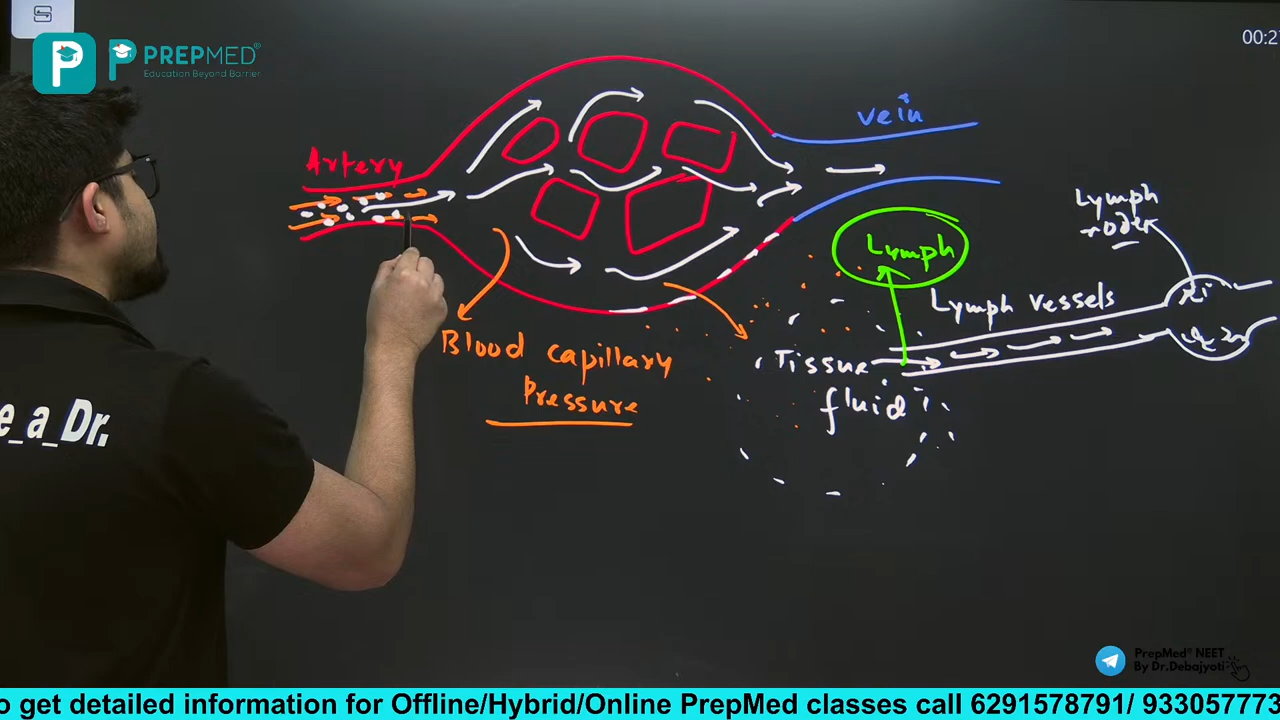 00:2
PREPMED®
Education Beyond Barrier
vein
Artery
Lymph
Lymph
Lymph vessels
Blood capillary
Pressure
Tissue
fluid
e_a_Dr.
PrepMed® NEET
By Dr.Debajyoti
o get detailed information for Offline/Hybrid/Online PrepMed classes call 6291578791/ 933057773